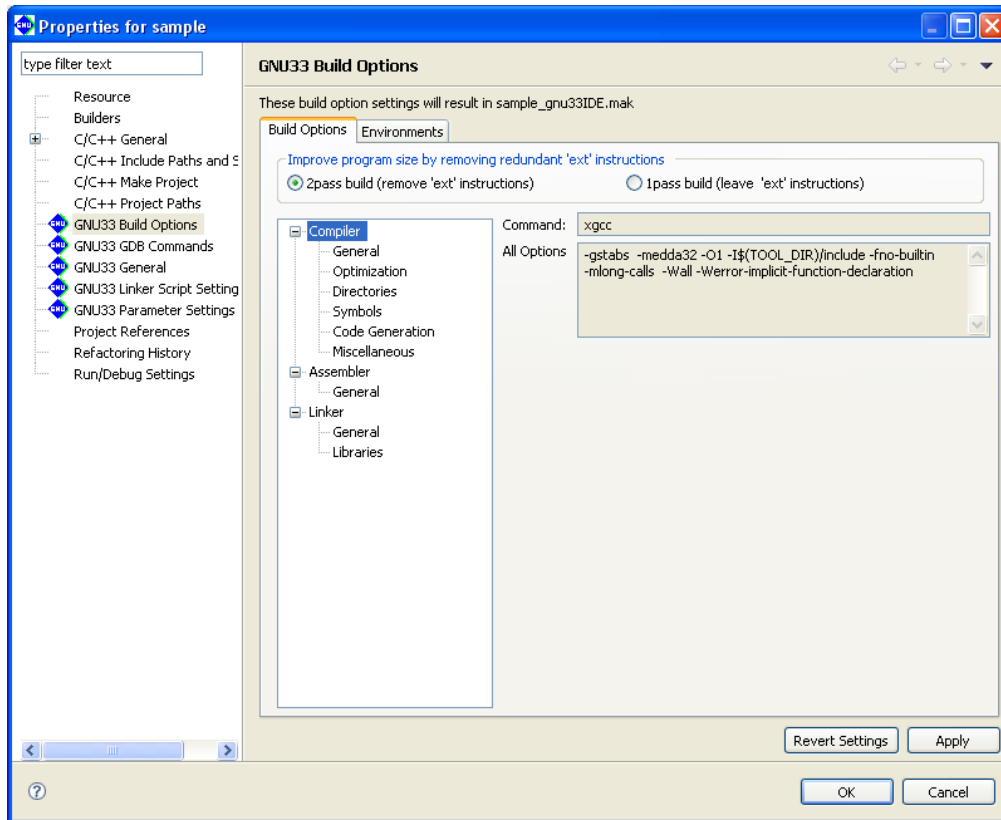 Properties for sample
type filter text
Resource
Builders
C/C++ General
C/C++ Include Paths and S
C/C++ Make Project
C/C++ Project Paths
GNU33 Build Options
GNU33 GDB Commands
GNU33 General
GNU33 Linker Script Setting
GNU33 Parameter Settings
Project References
Refactoring History
Run/Debug Settings
GNU33 Build Options
These build option settings will result in sample_gnu33IDE.mak
Build Options Environments
Improve program size by removing redundant 'ext' instructions
2pass build (remove 'ext' instructions) 1pass build (leave 'ext' instructions)
Compiler
General
Optimization
Directories
Symbols
Code Generation
Miscellaneous
Assembler
General
Linker
General
Libraries
Command: xgcc
All Options -gstabs -medda32 -O1 -I$(TOOL_DIR)/include -fno-builtin
-mlong-calls -Wall -Werror-implicit-function-declaration
Revert Settings Apply
OK Cancel